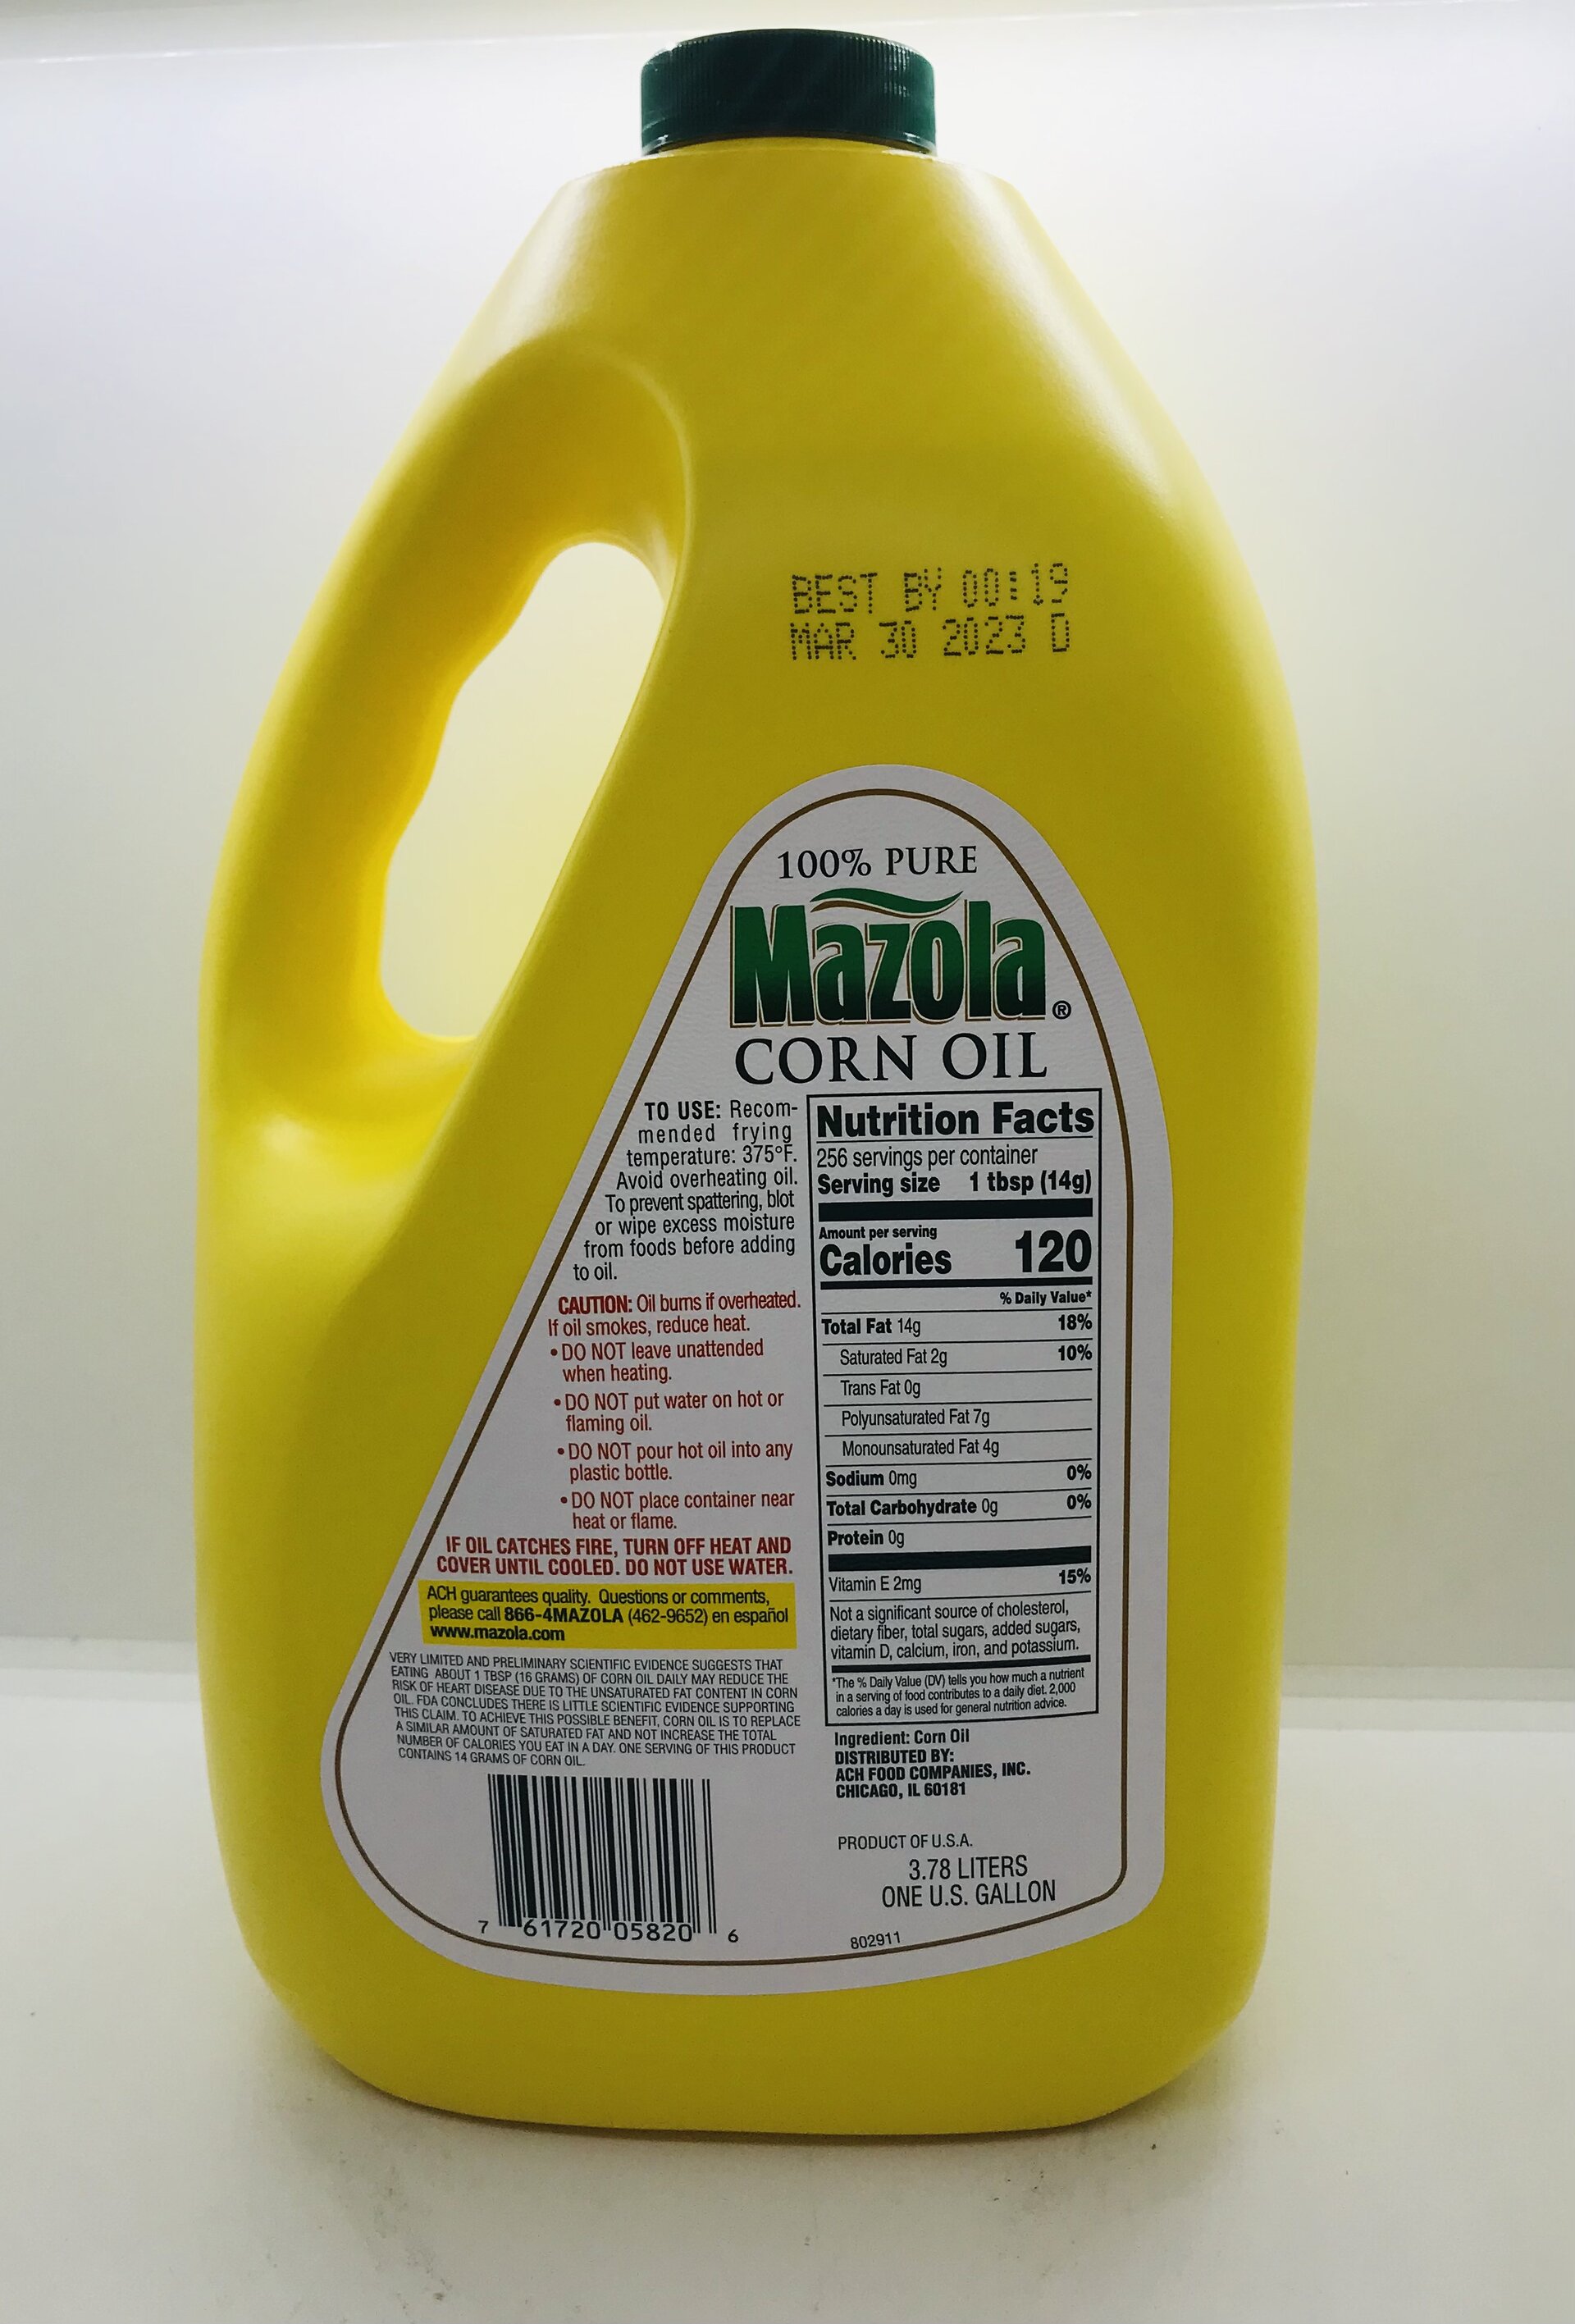 BEST BY 00:19
MAR 30 2023 D
100% PURE
Mazola®
CORN OIL
TO USE: Recom-
mended frying
temperature: 375°F.
Avoid overheating oil.
To prevent spattering, blot
or wipe excess moisture
from foods before adding
to oil.
CAUTION: Oil burns if overheated.
If oil smokes, reduce heat.
• DO NOT leave unattended
when heating.
• DO NOT put water on hot or
flaming oil.
• DO NOT pour hot oil into any
plastic bottle.
• DO NOT place container near
heat or flame.
IF OIL CATCHES FIRE, TURN OFF HEAT AND
COVER UNTIL COOLED. DO NOT USE WATER.
ACH guarantees quality. Questions or comments,
please call 866-4MAZOLA (462-9652) en español
www.mazola.com
VERY LIMITED AND PRELIMINARY SCIENTIFIC EVIDENCE SUGGESTS THAT
EATING ABOUT 1 TBSP (16 GRAMS) OF CORN OIL DAILY MAY REDUCE THE
RISK OF HEART DISEASE DUE TO THE UNSATURATED FAT CONTENT IN CORN
OIL. FDA CONCLUDES THERE IS LITTLE SCIENTIFIC EVIDENCE SUPPORTING
THIS CLAIM. TO ACHIEVE THIS POSSIBLE BENEFIT, CORN OIL IS TO REPLACE
A SIMILAR AMOUNT OF SATURATED FAT AND NOT INCREASE THE TOTAL
NUMBER OF CALORIES YOU EAT IN A DAY. ONE SERVING OF THIS PRODUCT
CONTAINS 14 GRAMS OF CORN OIL.
7 61720 05820 6
Nutrition Facts
256 servings per container
Serving size 1 tbsp (14g)
Amount per serving
Calories 120
% Daily Value*
Total Fat 14g 18%
Saturated Fat 2g 10%
Trans Fat 0g
Polyunsaturated Fat 7g
Monounsaturated Fat 4g
Sodium 0mg 0%
Total Carbohydrate 0g 0%
Protein 0g
Vitamin E 2mg 15%
Not a significant source of cholesterol,
dietary fiber, total sugars, added sugars,
vitamin D, calcium, iron, and potassium.
*The % Daily Value (DV) tells you how much a nutrient
in a serving of food contributes to a daily diet. 2,000
calories a day is used for general nutrition advice.
Ingredient: Corn Oil
DISTRIBUTED BY:
ACH FOOD COMPANIES, INC.
CHICAGO, IL 60181
PRODUCT OF U.S.A.
3.78 LITERS
ONE U.S. GALLON
802911